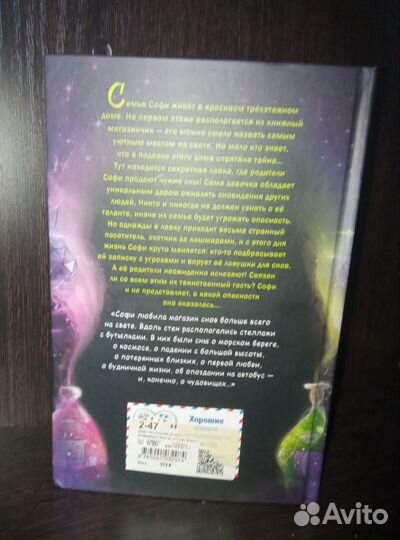 Семья Софи живёт в красивом трёхэтажном
доме. На первом этаже располагается их книжный
магазинчик — его можно смело назвать самым
уютным местом на свете. Но мало кто знает,
что в подвале этого дома спрятана тайна...
Тут находится секретная лавка, где родители
Софи продают чужие сны! Сама девочка обладает
уникальным даром оживлять сновидения других
людей. Никто и никогда не должен узнать о её
таланте, иначе их семье будет угрожать опасность.
Но однажды в лавку приходит весьма странный
посетитель, охотник за кошмарами, и с этого дня
жизнь Софи круто меняется: кто-то подбрасывает
ей записку с угрозами и ворует её ловушки для снов.
А её родители неожиданно исчезают! Связан
ли со всем этим их таинственный гость? Софи
и не представляет, в какой опасности
она оказалась...
«Софи любила магазин снов больше всего
на свете. Вдоль стен располагались стеллажи
с бутылками. В них были сны о морском береге,
о космосе, о падении с большой высоты,
о потерянных близких, о первой любви,
о будничной жизни, об опоздании на автобус —
и, конечно, о чудовищах...»
2-47
Хорошие
Avito